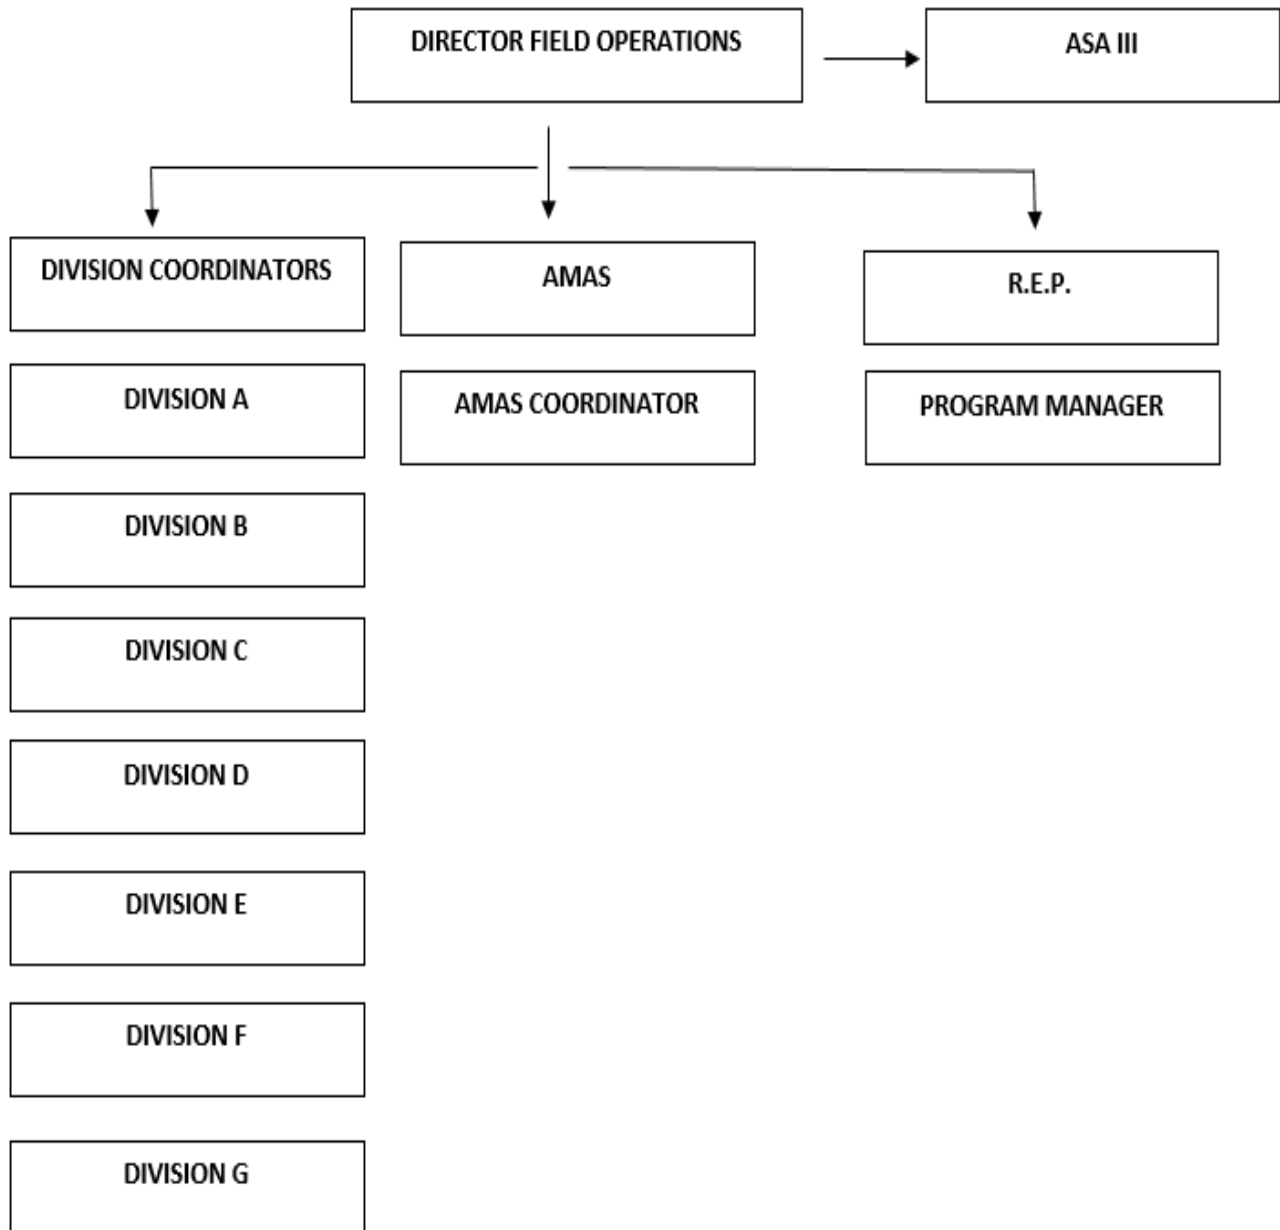 DIRECTOR FIELD OPERATIONS
ASA III
DIVISION COORDINATORS
AMAS
R.E.P.
DIVISION A
AMAS COORDINATOR
PROGRAM MANAGER
DIVISION B
DIVISION C
DIVISION D
DIVISION E
DIVISION F
DIVISION G